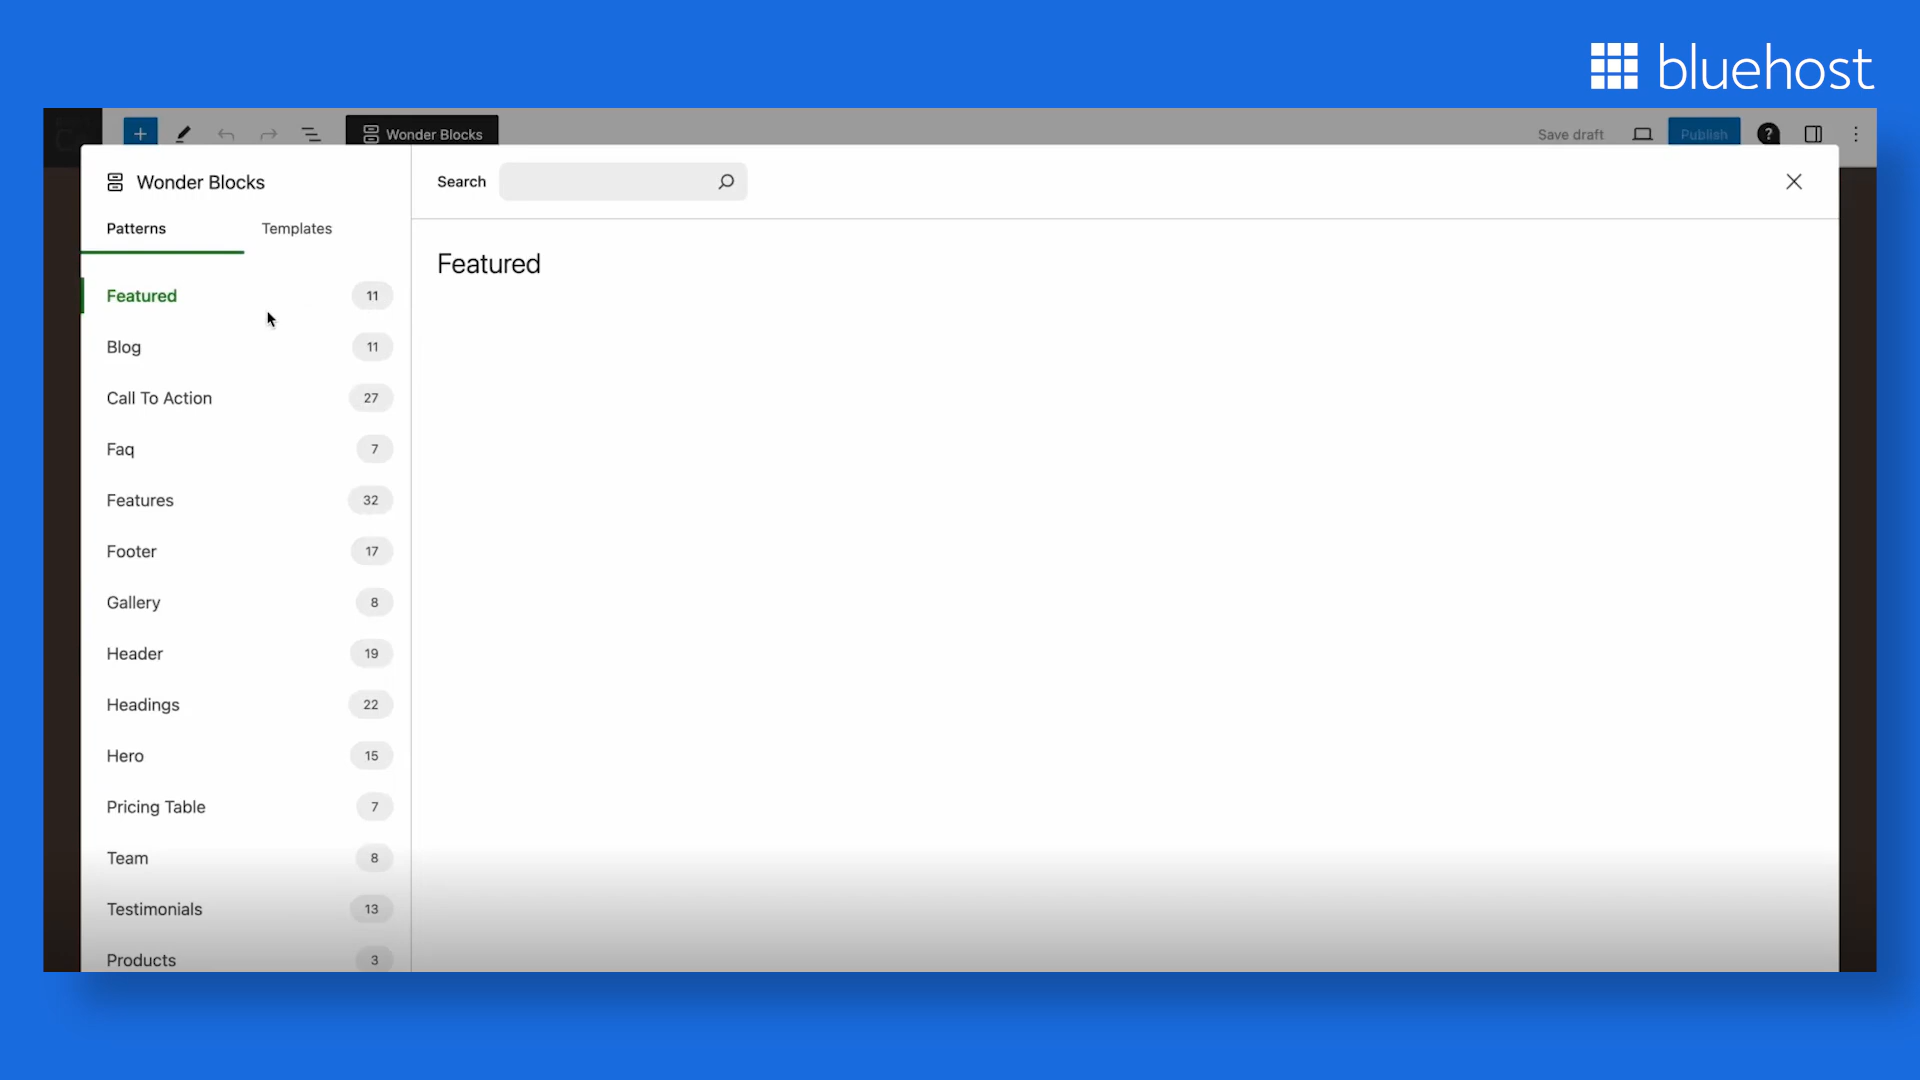 bluehost
Wonder Blocks
Save draft
Publish
?
Wonder Blocks
Search
Patterns
Templates
Featured
Featured 11
Blog 11
Call To Action 27
Faq 7
Features 32
Footer 17
Gallery 8
Header 19
Headings 22
Hero 15
Pricing Table 7
Team 8
Testimonials 13
Products 3